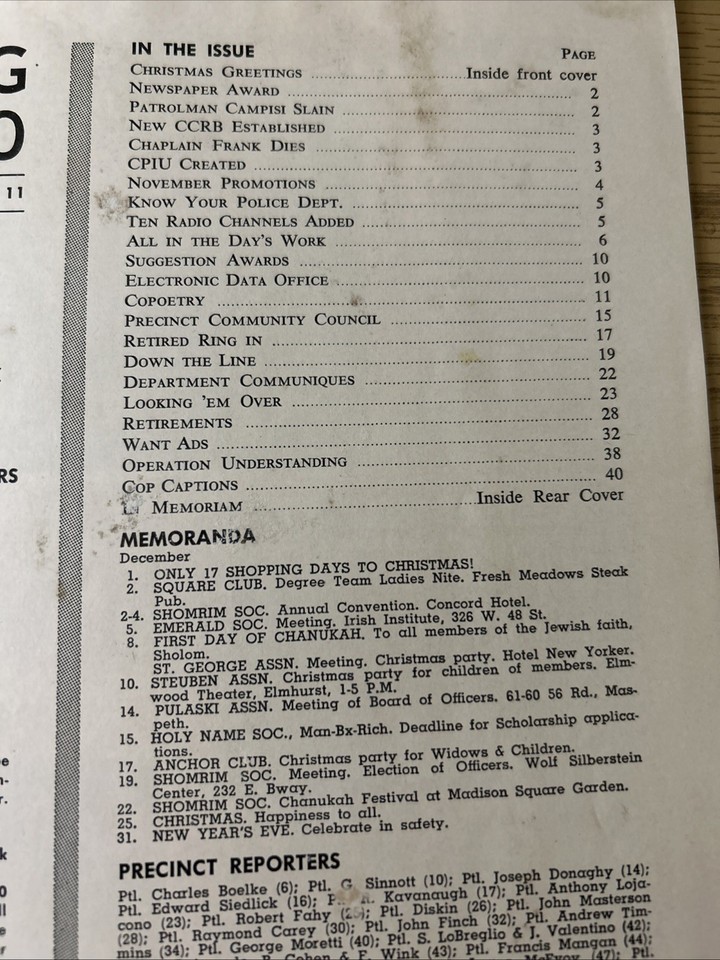 G
O
11
RS
IN THE ISSUE
PAGE
CHRISTMAS GREETINGS ........ Inside front cover
NEWSPAPER AWARD ........ 2
PATROLMAN CAMPISI SLAIN ........ 2
NEW CCRB ESTABLISHED ........ 3
CHAPLAIN FRANK DIES ........ 3
CPIU CREATED ........ 3
NOVEMBER PROMOTIONS ........ 4
KNOW YOUR POLICE DEPT. ........ 5
TEN RADIO CHANNELS ADDED ........ 5
ALL IN THE DAY'S WORK ........ 6
SUGGESTION AWARDS ........ 10
ELECTRONIC DATA OFFICE ........ 10
COPOETRY ........ 11
PRECINCT COMMUNITY COUNCIL ........ 15
RETIRED RING IN ........ 17
DOWN THE LINE ........ 19
DEPARTMENT COMMUNIQUES ........ 22
LOOKING 'EM OVER ........ 23
RETIREMENTS ........ 28
WANT ADS ........ 32
OPERATION UNDERSTANDING ........ 38
COP CAPTIONS ........ 40
MEMORIAM ........ Inside Rear Cover
MEMORANDA
December
1. ONLY 17 SHOPPING DAYS TO CHRISTMAS!
2. SQUARE CLUB. Degree Team Ladies Nite. Fresh Meadows Steak
Pub.
2-4. SHOMRIM SOC. Annual Convention. Concord Hotel.
5. EMERALD SOC. Meeting. Irish Institute, 326 W. 48 St.
8. FIRST DAY OF CHANUKAH. To all members of the Jewish faith,
Sholom.
ST. GEORGE ASSN. Meeting. Christmas party. Hotel New Yorker.
10. STEUBEN ASSN. Christmas party for children of members. Elm-
wood Theater, Elmhurst, 1-5 P.M.
14. PULASKI ASSN. Meeting of Board of Officers. 61-60 56 Rd., Mas-
peth.
15. HOLY NAME SOC., Man-Bx-Rich. Deadline for Scholarship applica-
tions.
17. ANCHOR CLUB. Christmas party for Widows & Children.
19. SHOMRIM SOC. Meeting. Election of Officers. Wolf Silberstein
Center, 232 E. Bway.
22. SHOMRIM SOC. Chanukah Festival at Madison Square Garden.
25. CHRISTMAS. Happiness to all.
31. NEW YEAR'S EVE. Celebrate in safety.
PRECINCT REPORTERS
Ptl. Charles Boelke (6); Ptl. G. Sinnott (10); Ptl. Joseph Donaghy (14);
Ptl. Edward Siedlick (16); Kavanaugh (17); Ptl. Anthony Loja-
cono (23); Ptl. Robert Fahy Ptl. Diskin (26); Ptl. John Masterson
(28); Ptl. Raymond Carey (30); Ptl. John Finch (32); Ptl. Andrew Tim-
mins (34); Ptl. George Moretti (40); Ptl. S. LoBreglio & J. Valentino (42);
Cohen & F. Wink (43); Ptl. Francis Mangan (44);
McEvoy (47); Ptl.